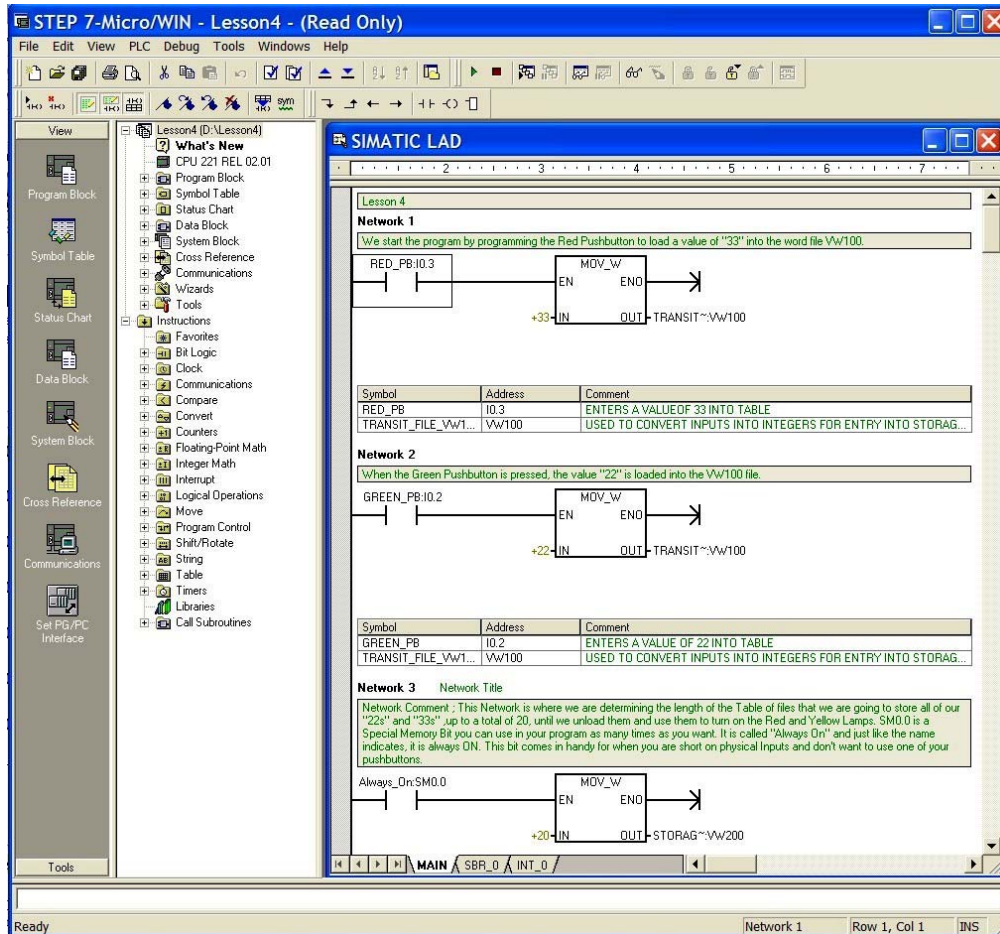 STEP 7-Micro/WIN - Lesson4 - (Read Only)
File Edit View PLC Debug Tools Windows Help
sym
View
Program Block
Symbol Table
Status Chart
Data Block
System Block
Cross Reference
Communications
Set PG/PC Interface
Tools
Lesson4 (D:\Lesson4)
What's New
CPU 221 REL 02.01
Program Block
Symbol Table
Status Chart
Data Block
System Block
Cross Reference
Communications
Wizards
Tools
Instructions
Favorites
Bit Logic
Clock
Communications
Compare
Convert
Counters
Floating-Point Math
Integer Math
Interrupt
Logical Operations
Move
Program Control
Shift/Rotate
String
Table
Timers
Libraries
Call Subroutines
SIMATIC LAD
2 3 4 5 6 7
Lesson 4
Network 1
We start the program by programming the Red Pushbutton to load a value of "33" into the word file VW100.
RED_PB:I0.3 MOV_W
EN ENO
+33 IN OUT TRANSIT~:VW100
Symbol Address Comment
RED_PB I0.3 ENTERS A VALUEOF 33 INTO TABLE
TRANSIT_FILE_VW1... VW100 USED TO CONVERT INPUTS INTO INTEGERS FOR ENTRY INTO STORAG...
Network 2
When the Green Pushbutton is pressed, the value "22" is loaded into the VW100 file.
GREEN_PB:I0.2 MOV_W
EN ENO
+22 IN OUT TRANSIT~:VW100
Symbol Address Comment
GREEN_PB I0.2 ENTERS A VALUE OF 22 INTO TABLE
TRANSIT_FILE_VW1... VW100 USED TO CONVERT INPUTS INTO INTEGERS FOR ENTRY INTO STORAG...
Network 3 Network Title
Network Comment ; This Network is where we are determining the length of the Table of files that we are going to store all of our
"22s" and "33s" ,up to a total of 20, until we unload them and use them to turn on the Red and Yellow Lamps. SM0.0 is a
Special Memory Bit you can use in your program as many times as you want. It is called "Always On" and just like the name
indicates, it is always ON. This bit comes in handy for when you are short on physical Inputs and don't want to use one of your
pushbuttons.
Always_On:SM0.0 MOV_W
EN ENO
+20 IN OUT STORAG~:VW200
MAIN SBR_0 INT_0
Ready Network 1 Row 1, Col 1 INS